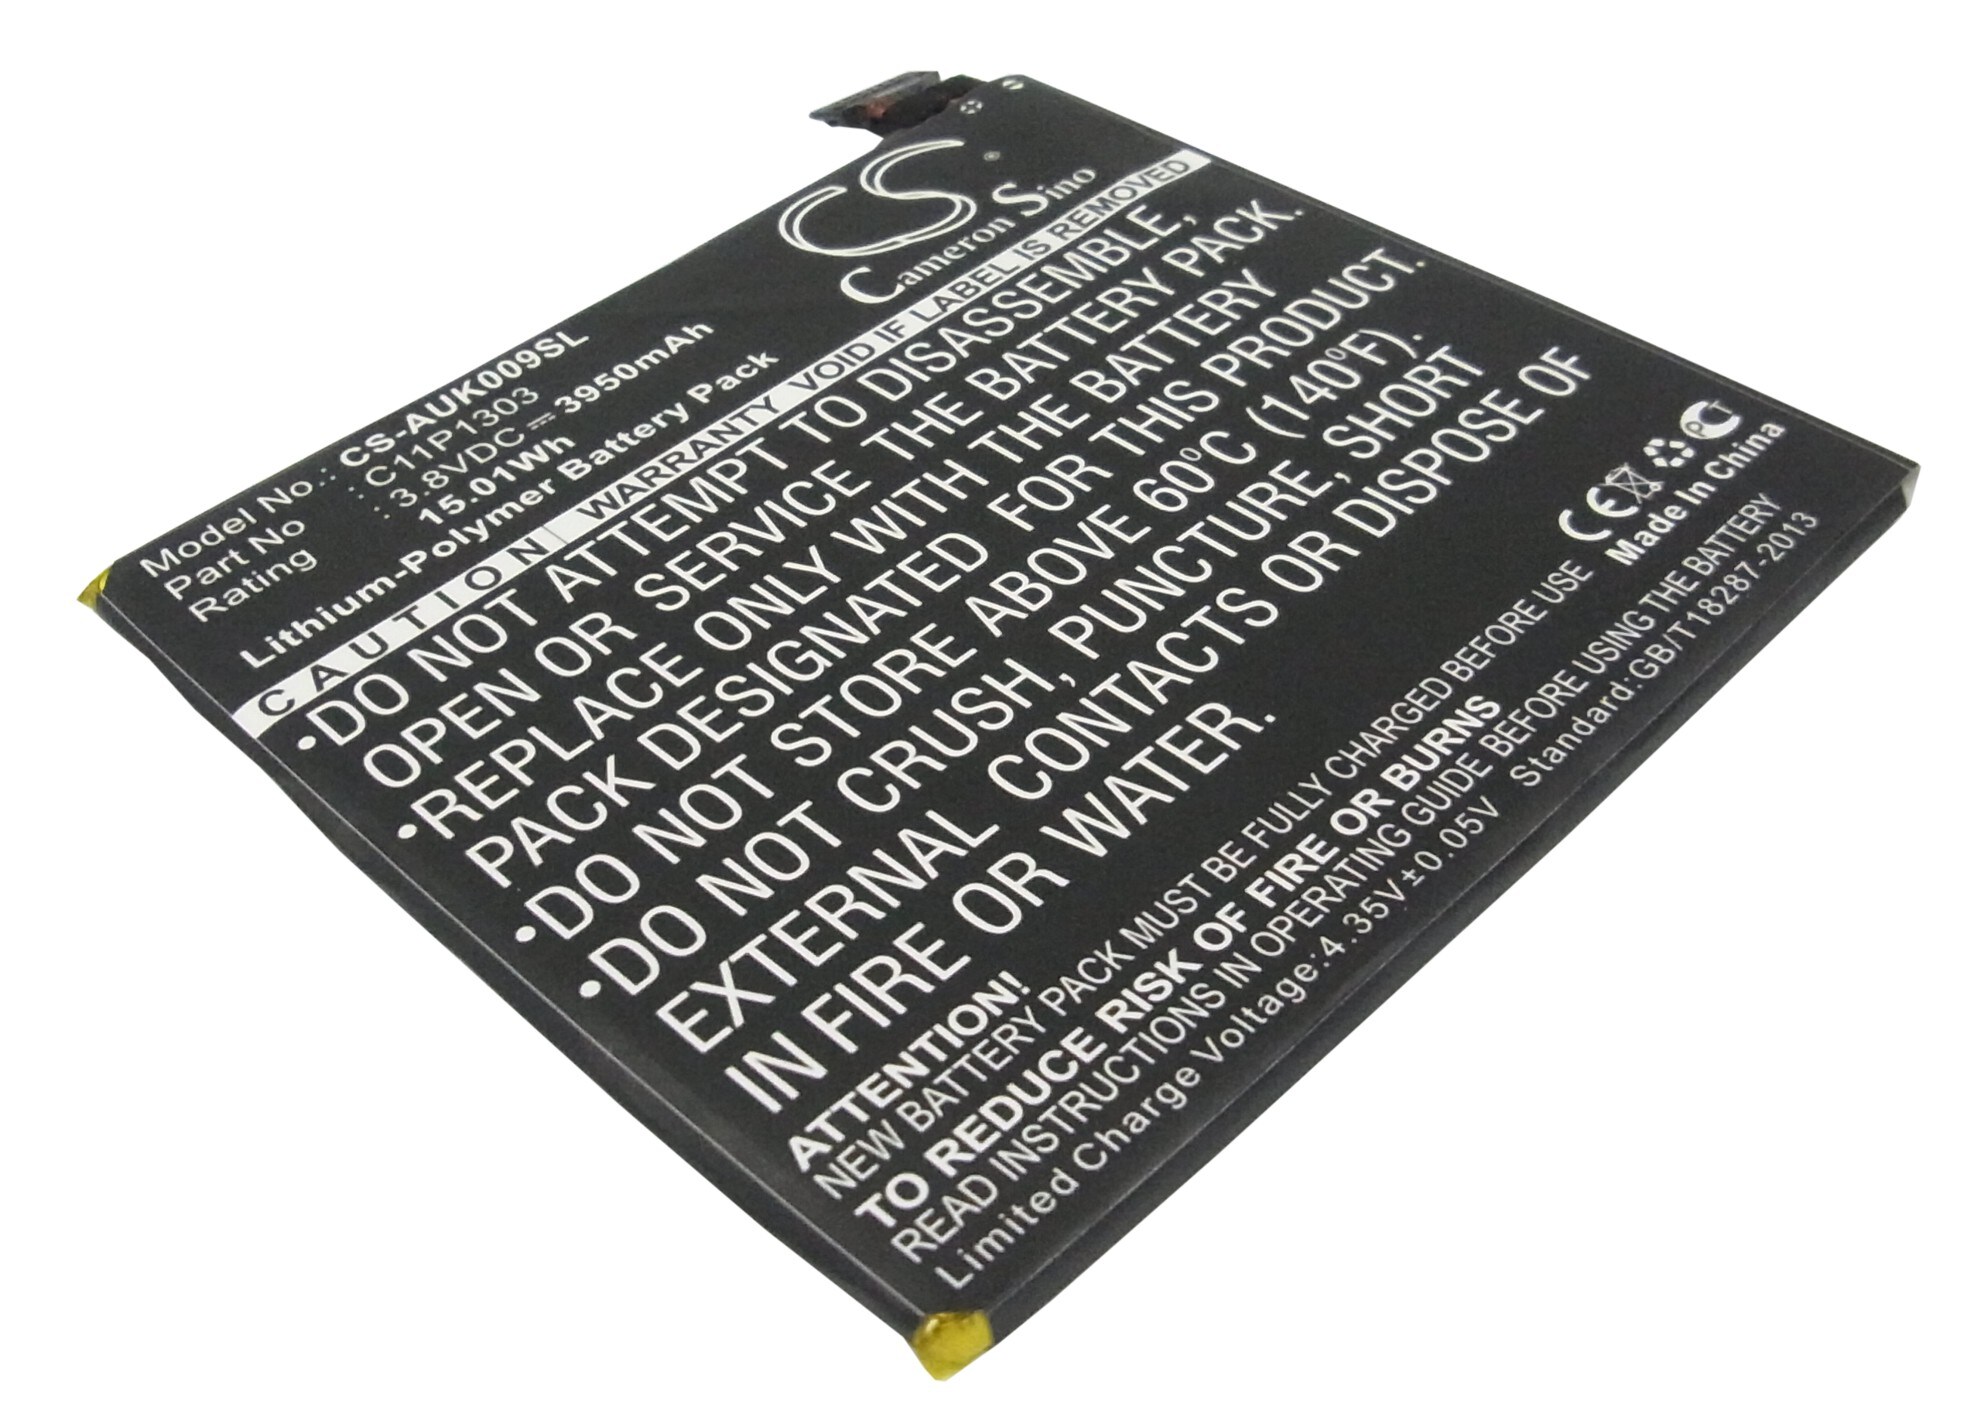 CS
Cameron Sino
Model No.: CS-AUK009SL
Part No : C11P1303
Rating : 3.8VDC⎓3950mAh
15.01Wh
Lithium-Polymer Battery Pack
CAUTION WARRANTY VOID IF LABEL IS REMOVED
•DO NOT ATTEMPT TO DISASSEMBLE,
OPEN OR SERVICE THE BATTERY PACK.
•REPLACE ONLY WITH THE BATTERY
PACK DESIGNATED FOR THIS PRODUCT.
•DO NOT STORE ABOVE 60°C (140°F).
•DO NOT CRUSH, PUNCTURE, SHORT
EXTERNAL CONTACTS OR DISPOSE OF
IN FIRE OR WATER.
CE PCT
Made in China
ATTENTION!
NEW BATTERY PACK MUST BE FULLY CHARGED BEFORE USE
TO REDUCE RISK OF FIRE OR BURNS
READ INSTRUCTIONS IN OPERATING GUIDE BEFORE USING THE BATTERY
Limited Charge Voltage:4.35V±0.05V Standard:GB/T18287-2013